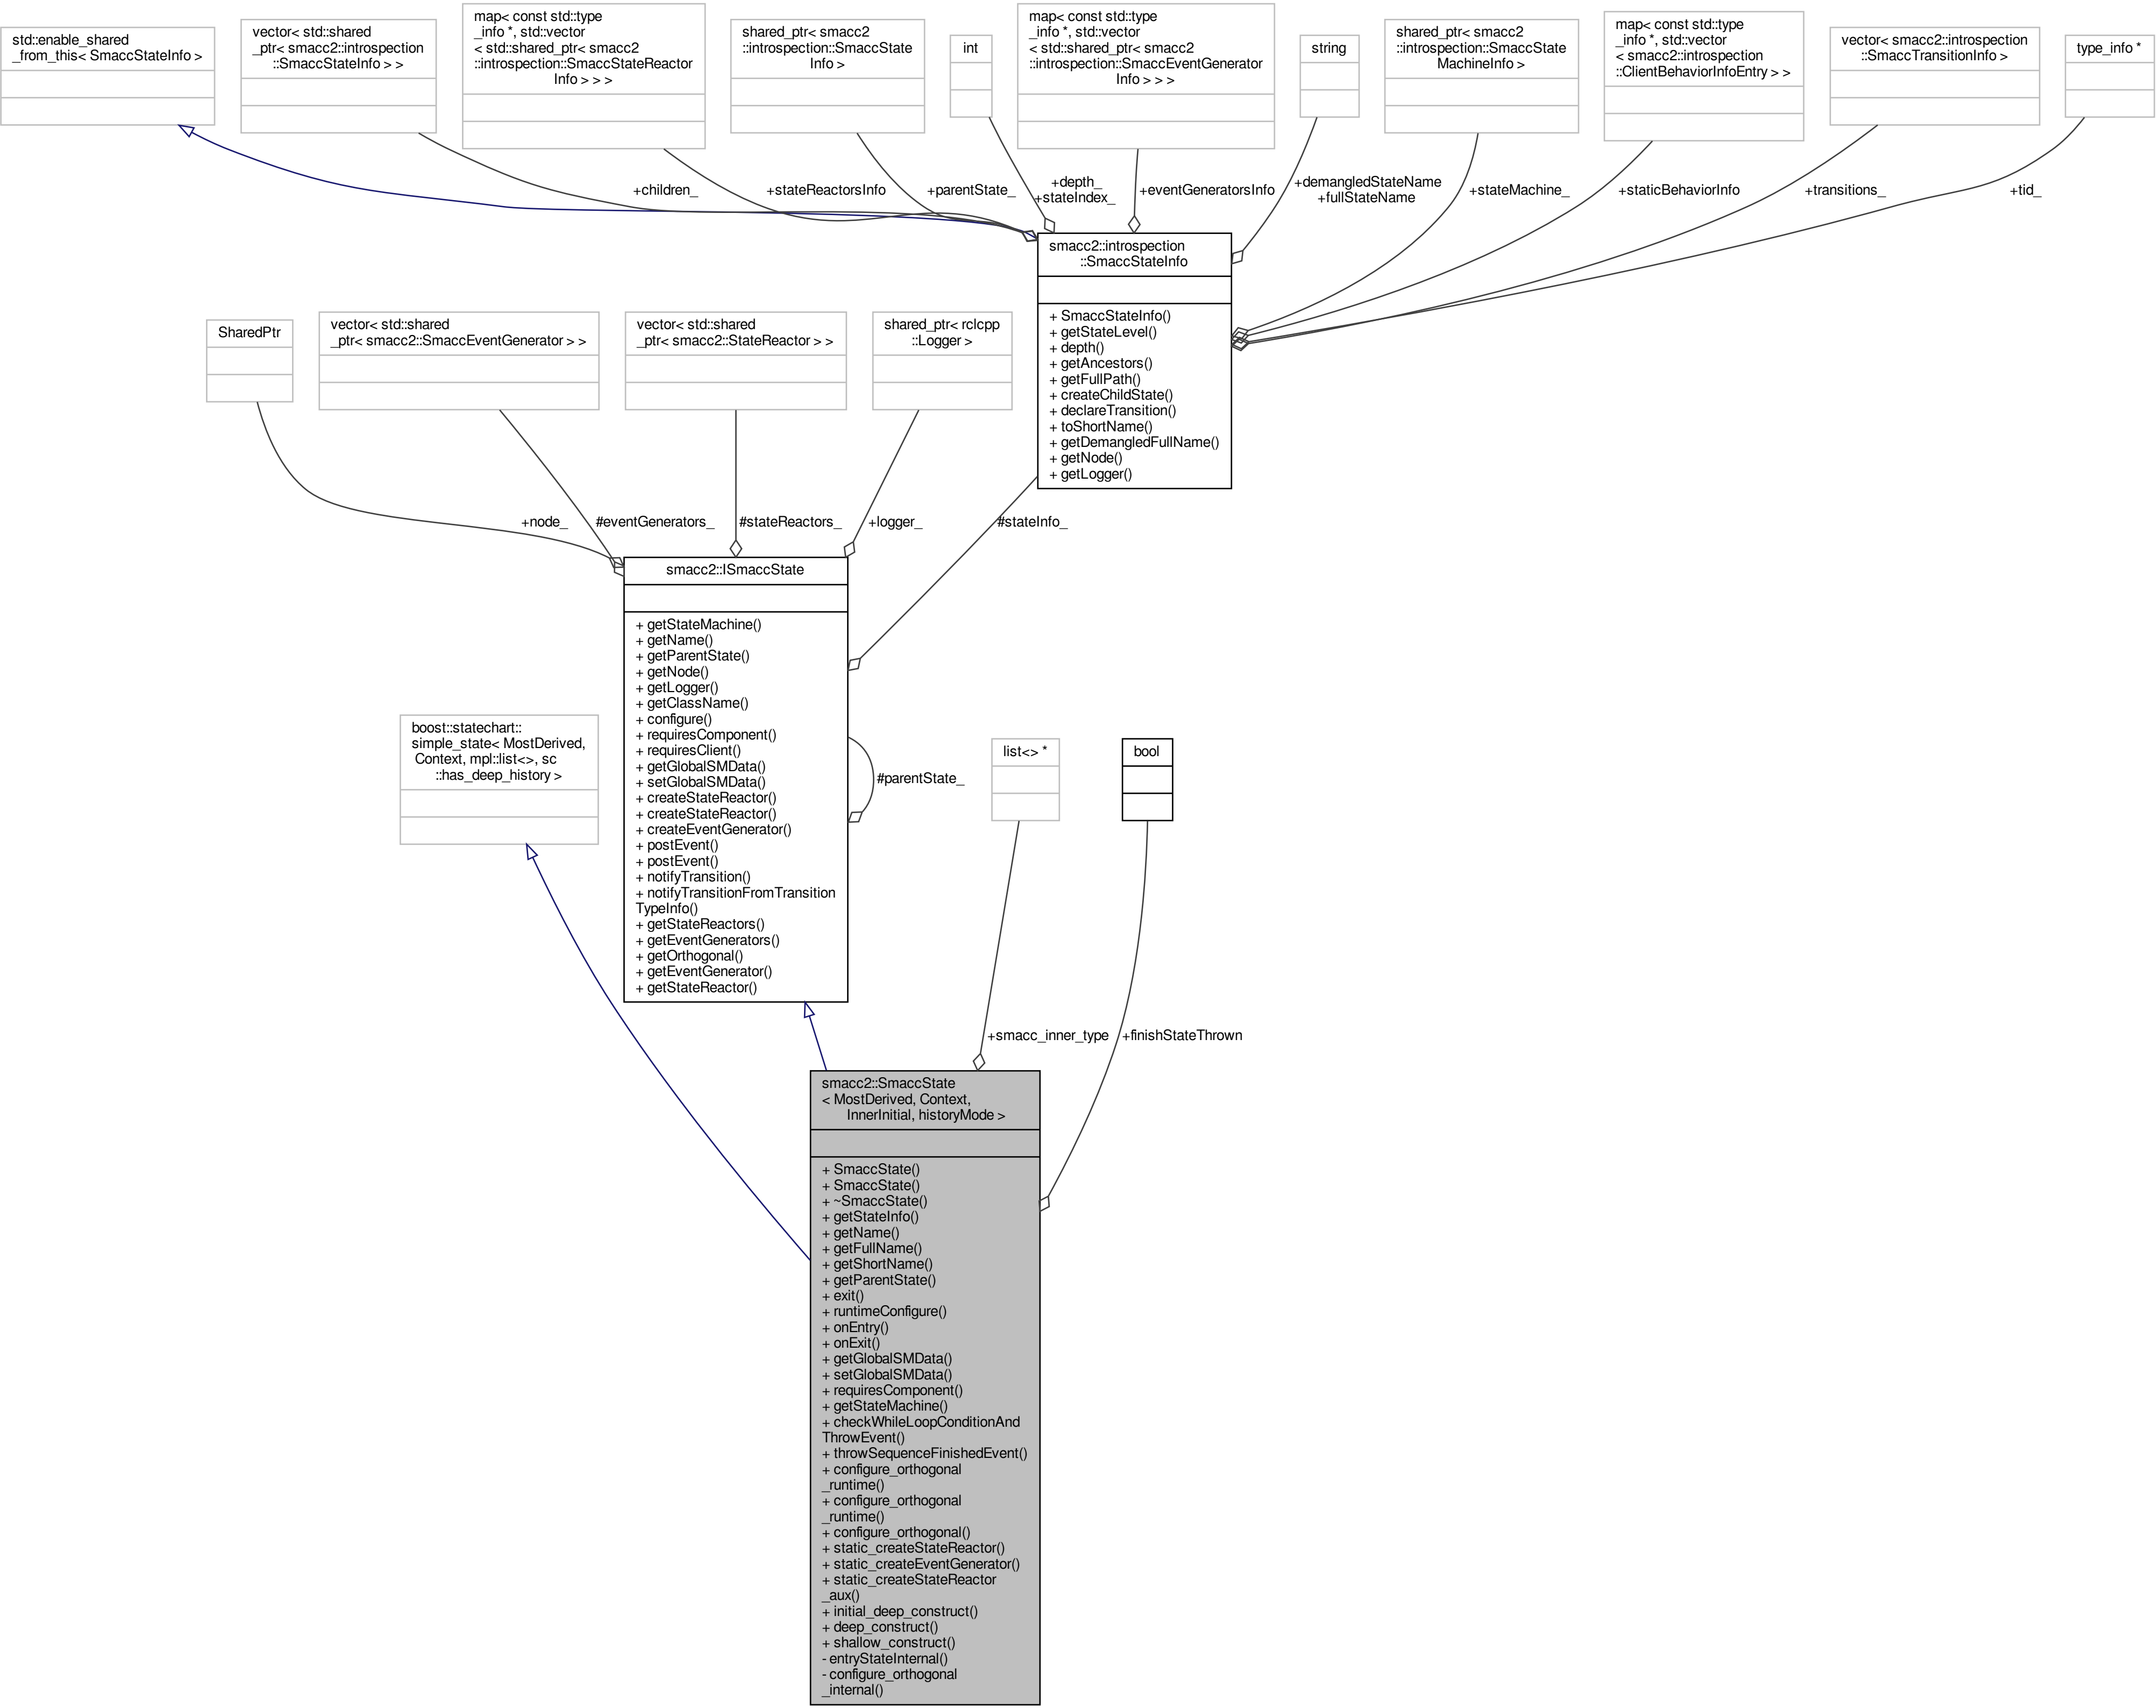 std::enable_shared
_from_this< SmaccStateInfo >
vector< std::shared
_ptr< smacc2::introspection
::SmaccStateInfo > >
map< const std::type
_info *, std::vector
< std::shared_ptr< smacc2
::introspection::SmaccStateReactor
Info > > >
shared_ptr< smacc2
::introspection::SmaccState
Info >
int
map< const std::type
_info *, std::vector
< std::shared_ptr< smacc2
::introspection::SmaccEventGenerator
Info > > >
string
shared_ptr< smacc2
::introspection::SmaccState
MachineInfo >
map< const std::type
_info *, std::vector
< smacc2::introspection
::ClientBehaviorInfoEntry > >
vector< smacc2::introspection
::SmaccTransitionInfo >
type_info *
+children_
+stateReactorsInfo
+parentState_
+depth_
+stateIndex_
+eventGeneratorsInfo
+demangledStateName
+fullStateName
+stateMachine_
+staticBehaviorInfo
+transitions_
+tid_
smacc2::introspection
::SmaccStateInfo
+ SmaccStateInfo()
+ getStateLevel()
+ depth()
+ getAncestors()
+ getFullPath()
+ createChildState()
+ declareTransition()
+ toShortName()
+ getDemangledFullName()
+ getNode()
+ getLogger()
SharedPtr
vector< std::shared
_ptr< smacc2::SmaccEventGenerator > >
vector< std::shared
_ptr< smacc2::StateReactor > >
shared_ptr< rclcpp
::Logger >
+node_
#eventGenerators_
#stateReactors_
+logger_
#stateInfo_
smacc2::ISmaccState
+ getStateMachine()
+ getName()
+ getParentState()
+ getNode()
+ getLogger()
+ getClassName()
+ configure()
+ requiresComponent()
+ requiresClient()
+ getGlobalSMData()
+ setGlobalSMData()
+ createStateReactor()
+ createStateReactor()
+ createEventGenerator()
+ postEvent()
+ postEvent()
+ notifyTransition()
+ notifyTransitionFromTransition
TypeInfo()
+ getStateReactors()
+ getEventGenerators()
+ getOrthogonal()
+ getEventGenerator()
+ getStateReactor()
#parentState_
boost::statechart::
simple_state< MostDerived,
Context, mpl::list<>, sc
::has_deep_history >
list<> *
bool
+smacc_inner_type
+finishStateThrown
smacc2::SmaccState
< MostDerived, Context,
InnerInitial, historyMode >
+ SmaccState()
+ SmaccState()
+ ~SmaccState()
+ getStateInfo()
+ getName()
+ getFullName()
+ getShortName()
+ getParentState()
+ exit()
+ runtimeConfigure()
+ onEntry()
+ onExit()
+ getGlobalSMData()
+ setGlobalSMData()
+ requiresComponent()
+ getStateMachine()
+ checkWhileLoopConditionAnd
ThrowEvent()
+ throwSequenceFinishedEvent()
+ configure_orthogonal
_runtime()
+ configure_orthogonal
_runtime()
+ configure_orthogonal()
+ static_createStateReactor()
+ static_createEventGenerator()
+ static_createStateReactor
_aux()
+ initial_deep_construct()
+ deep_construct()
+ shallow_construct()
- entryStateInternal()
- configure_orthogonal
_internal()